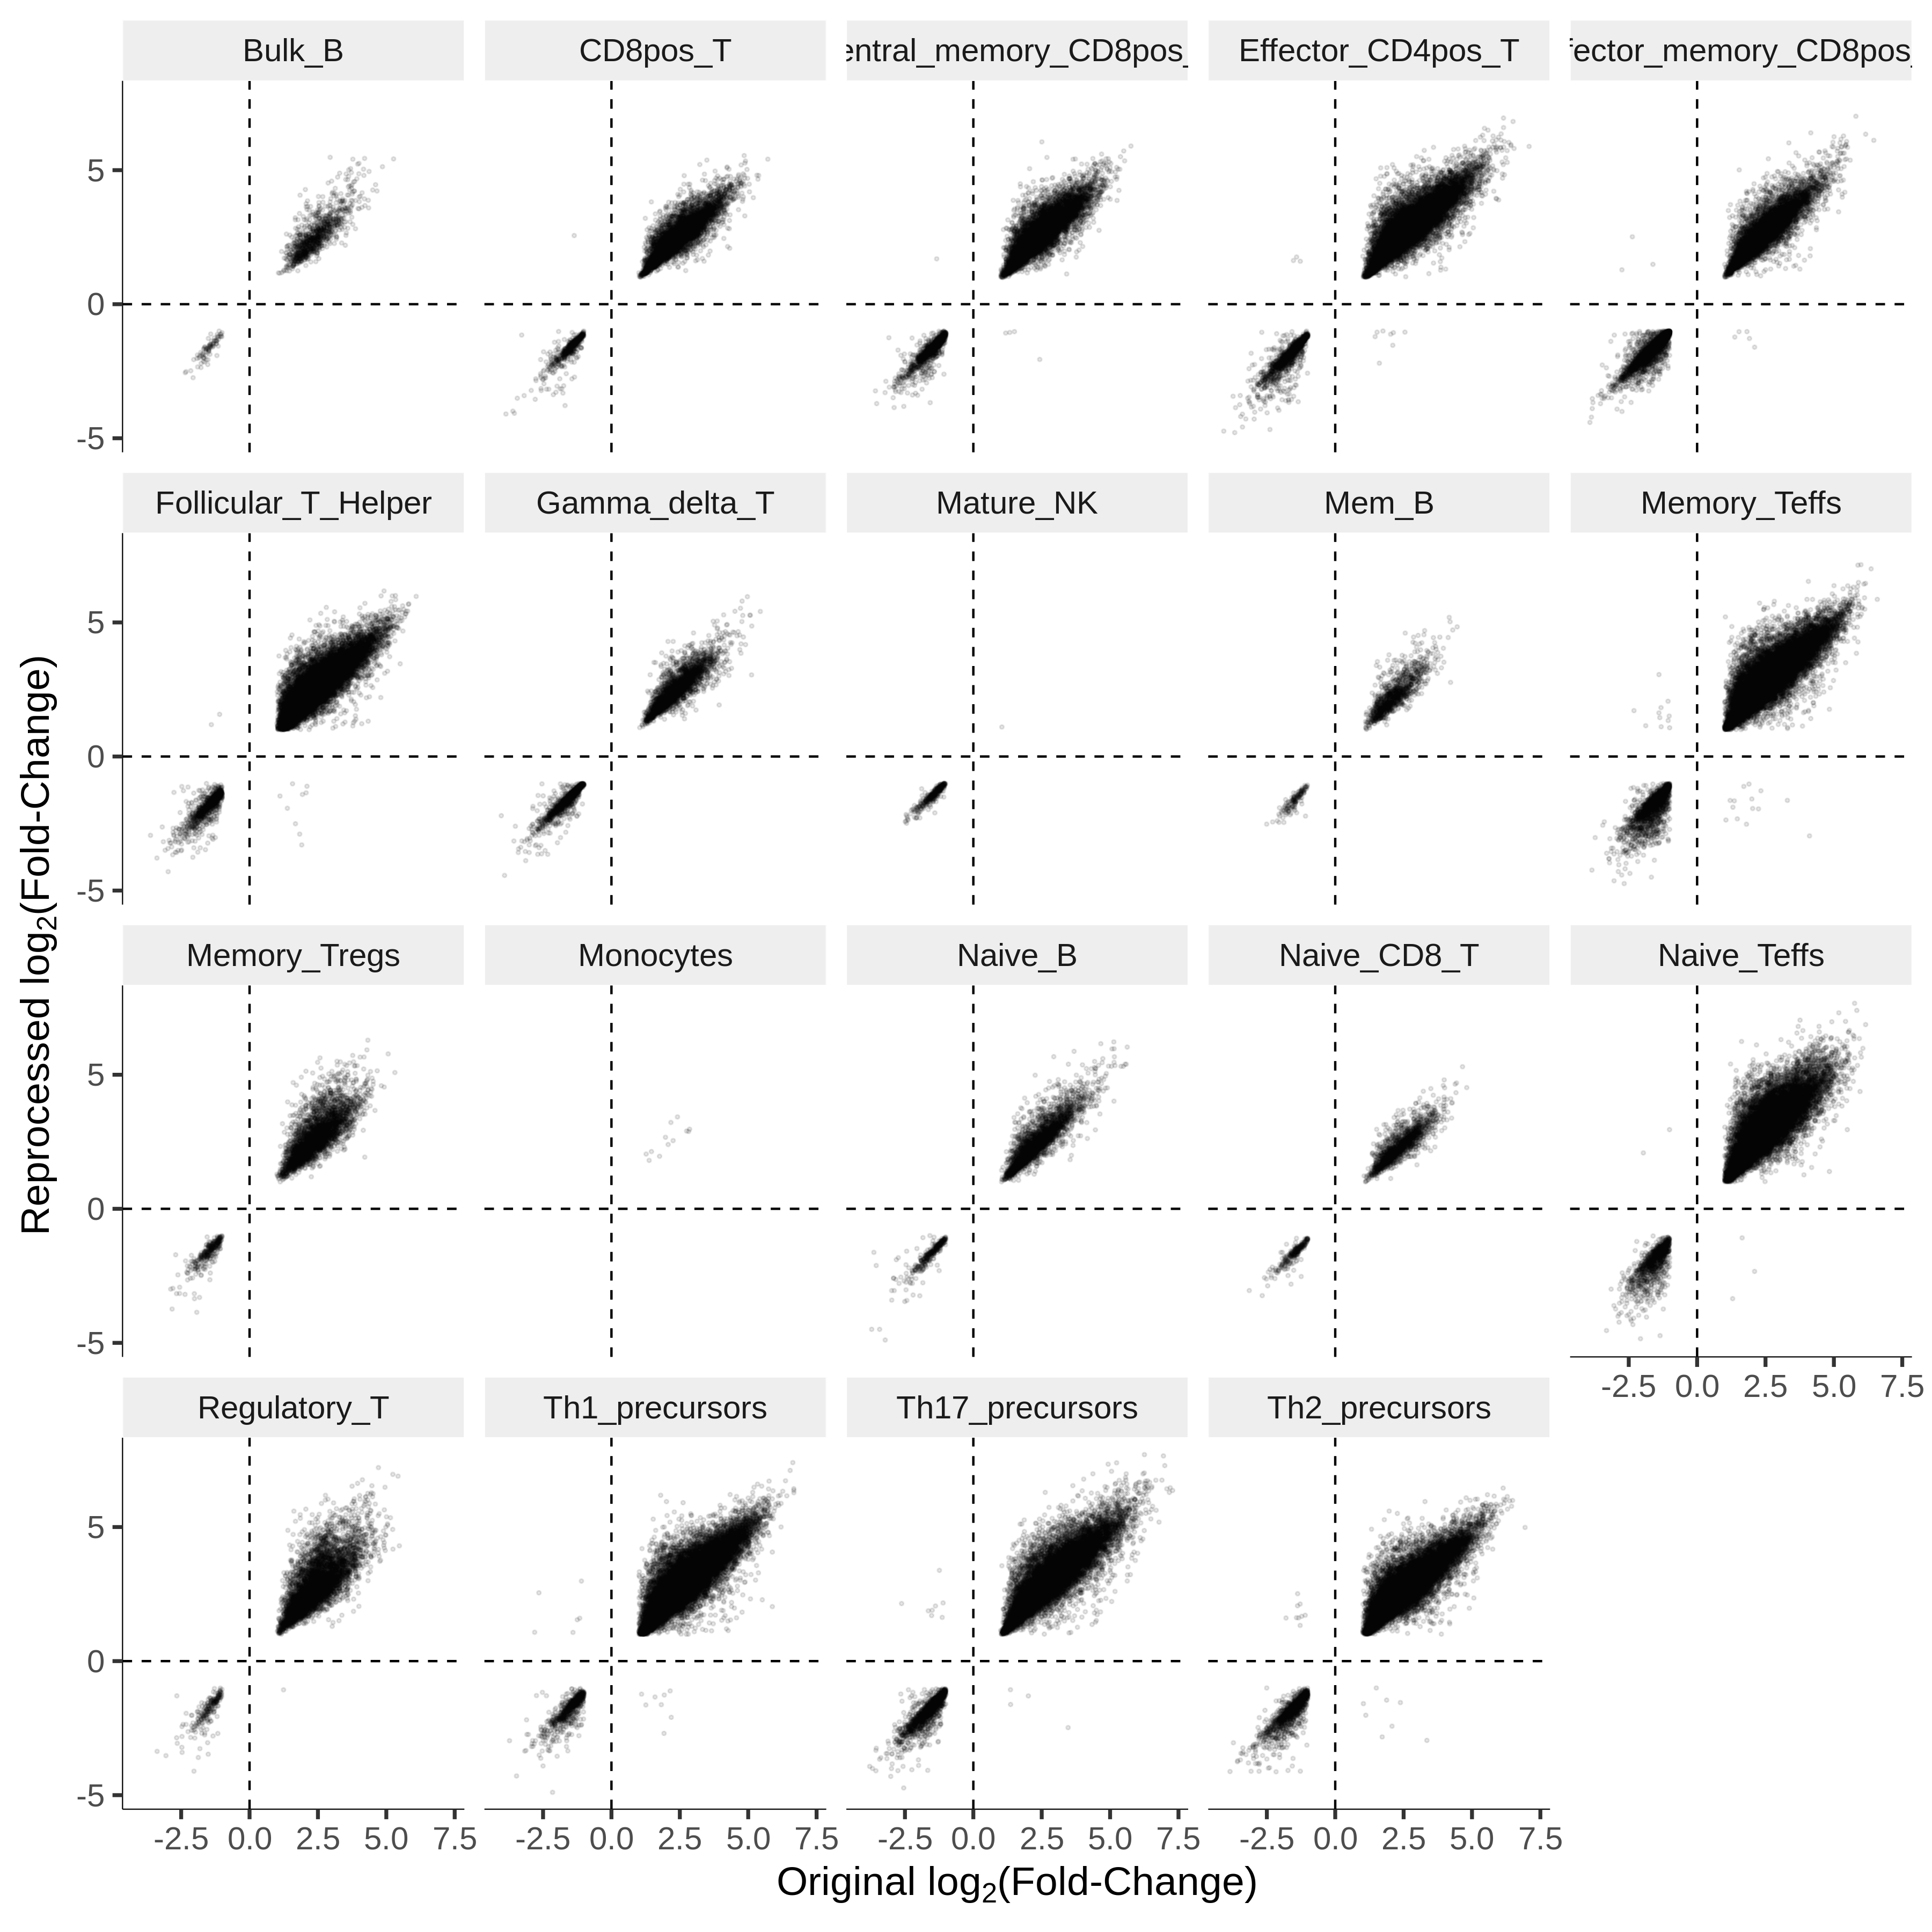 Bulk_B CD8pos_T entral_memory_CD8pos_ Effector_CD4pos_T fector_memory_CD8pos_
5
0
-5
Follicular_T_Helper Gamma_delta_T Mature_NK Mem_B Memory_Teffs
5
0
-5
Memory_Tregs Monocytes Naive_B Naive_CD8_T Naive_Teffs
5
0
-5
-2.5 0.0 2.5 5.0 7.5
Regulatory_T Th1_precursors Th17_precursors Th2_precursors
5
0
-5
-2.5 0.0 2.5 5.0 7.5 -2.5 0.0 2.5 5.0 7.5 -2.5 0.0 2.5 5.0 7.5 -2.5 0.0 2.5 5.0 7.5
Original log2(Fold-Change)
Reprocessed log2(Fold-Change)